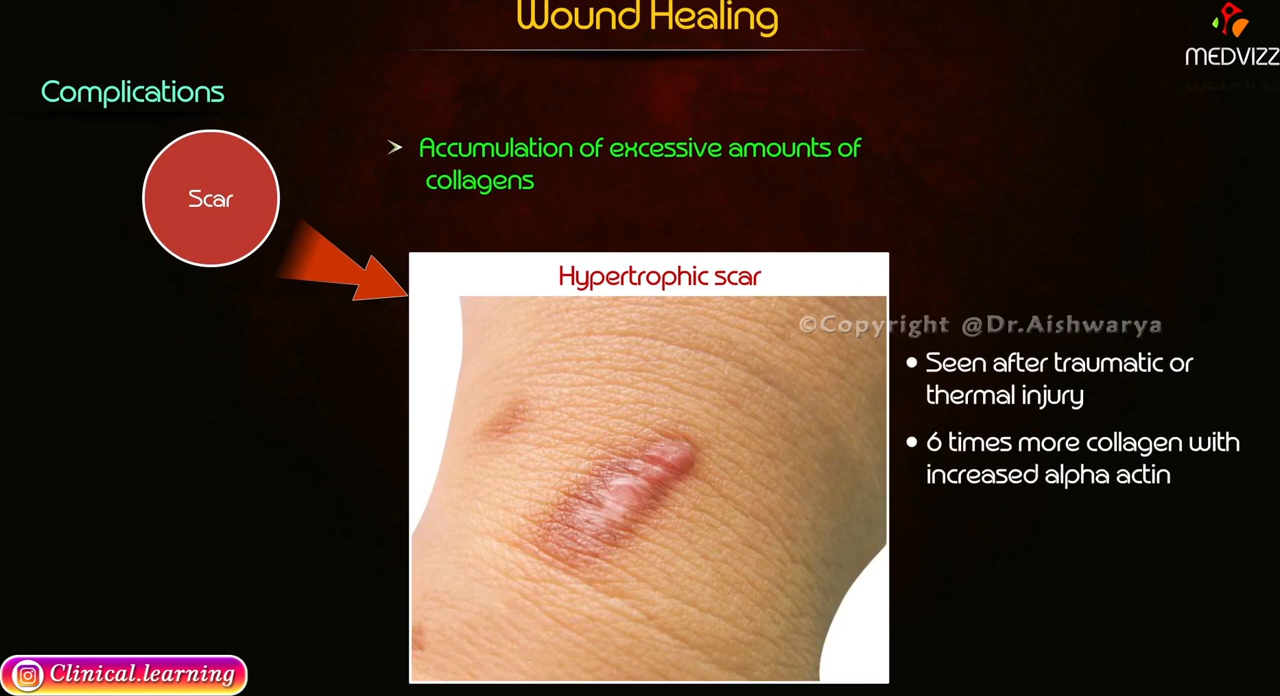 Wound Healing
MEDVIZZ
Complications
Scar
➤ Accumulation of excessive amounts of
collagens
Hypertrophic scar
©Copyright @Dr.Aishwarya
• Seen after traumatic or
thermal injury
• 6 times more collagen with
increased alpha actin
Clinical.learning